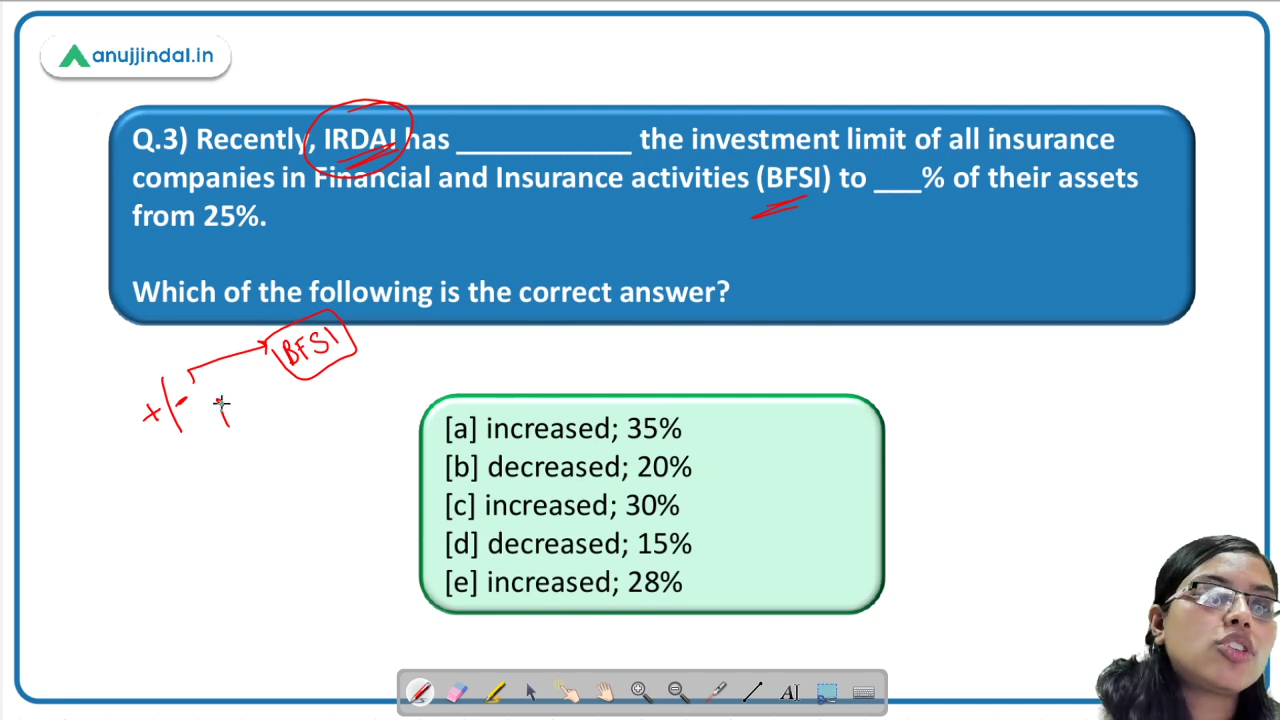 anujjindal.in
Q.3) Recently, IRDAI has ____________ the investment limit of all insurance
companies in Financial and Insurance activities (BFSI) to ___% of their assets
from 25%.
Which of the following is the correct answer?
BFSI
+/-
[a] increased; 35%
[b] decreased; 20%
[c] increased; 30%
[d] decreased; 15%
[e] increased; 28%